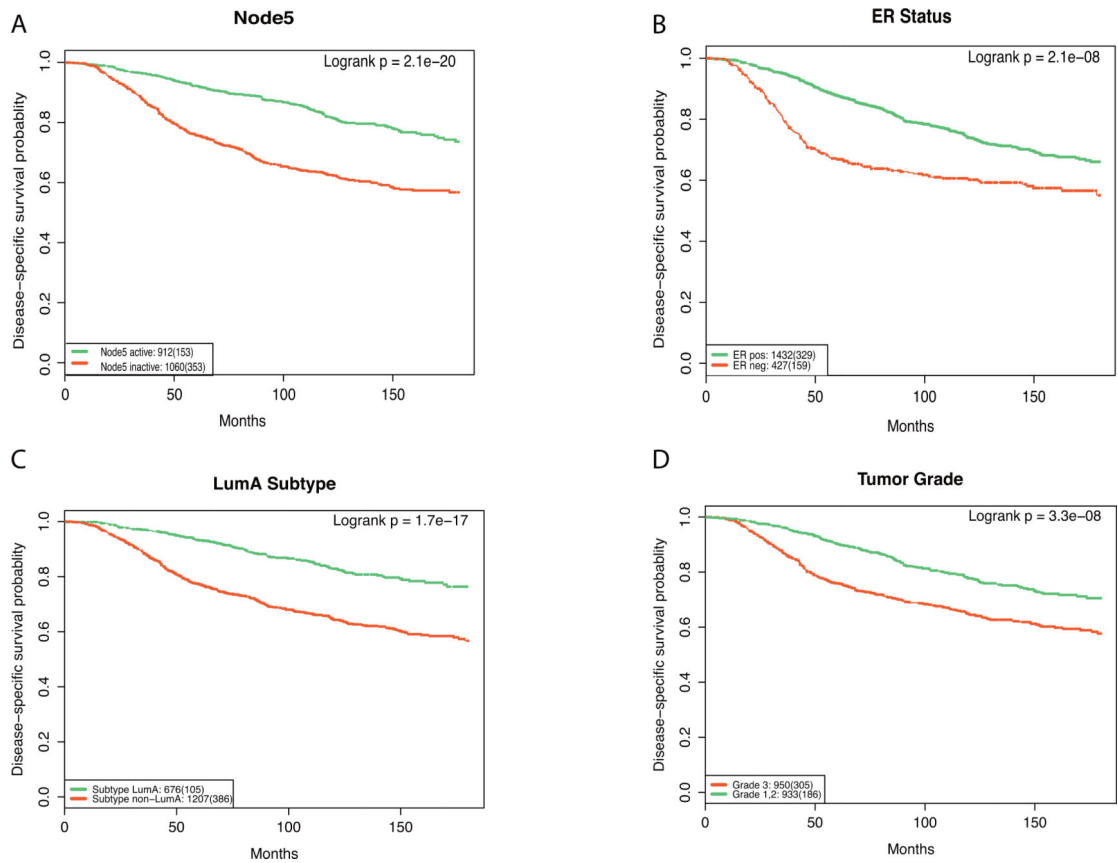 A
Node5
Logrank p = 2.1e−20
Disease−specific survival probablity
1.0
0.8
0.6
0.4
0.2
0.0
Node5 active: 912(153)
Node5 inactive: 1060(353)
0
50
100
150
Months
B
ER Status
Logrank p = 2.1e−08
Disease−specific survival probablity
1.0
0.8
0.6
0.4
0.2
0.0
ER pos: 1432(329)
ER neg: 427(159)
0
50
100
150
Months
C
LumA Subtype
Logrank p = 1.7e−17
Disease−specific survival probablity
1.0
0.8
0.6
0.4
0.2
0.0
Subtype LumA: 676(105)
Subtype non−LumA: 1207(386)
0
50
100
150
Months
D
Tumor Grade
Logrank p = 3.3e−08
Disease−specific survival probablity
1.0
0.8
0.6
0.4
0.2
0.0
Grade 3: 950(305)
Grade 1,2: 933(186)
0
50
100
150
Months